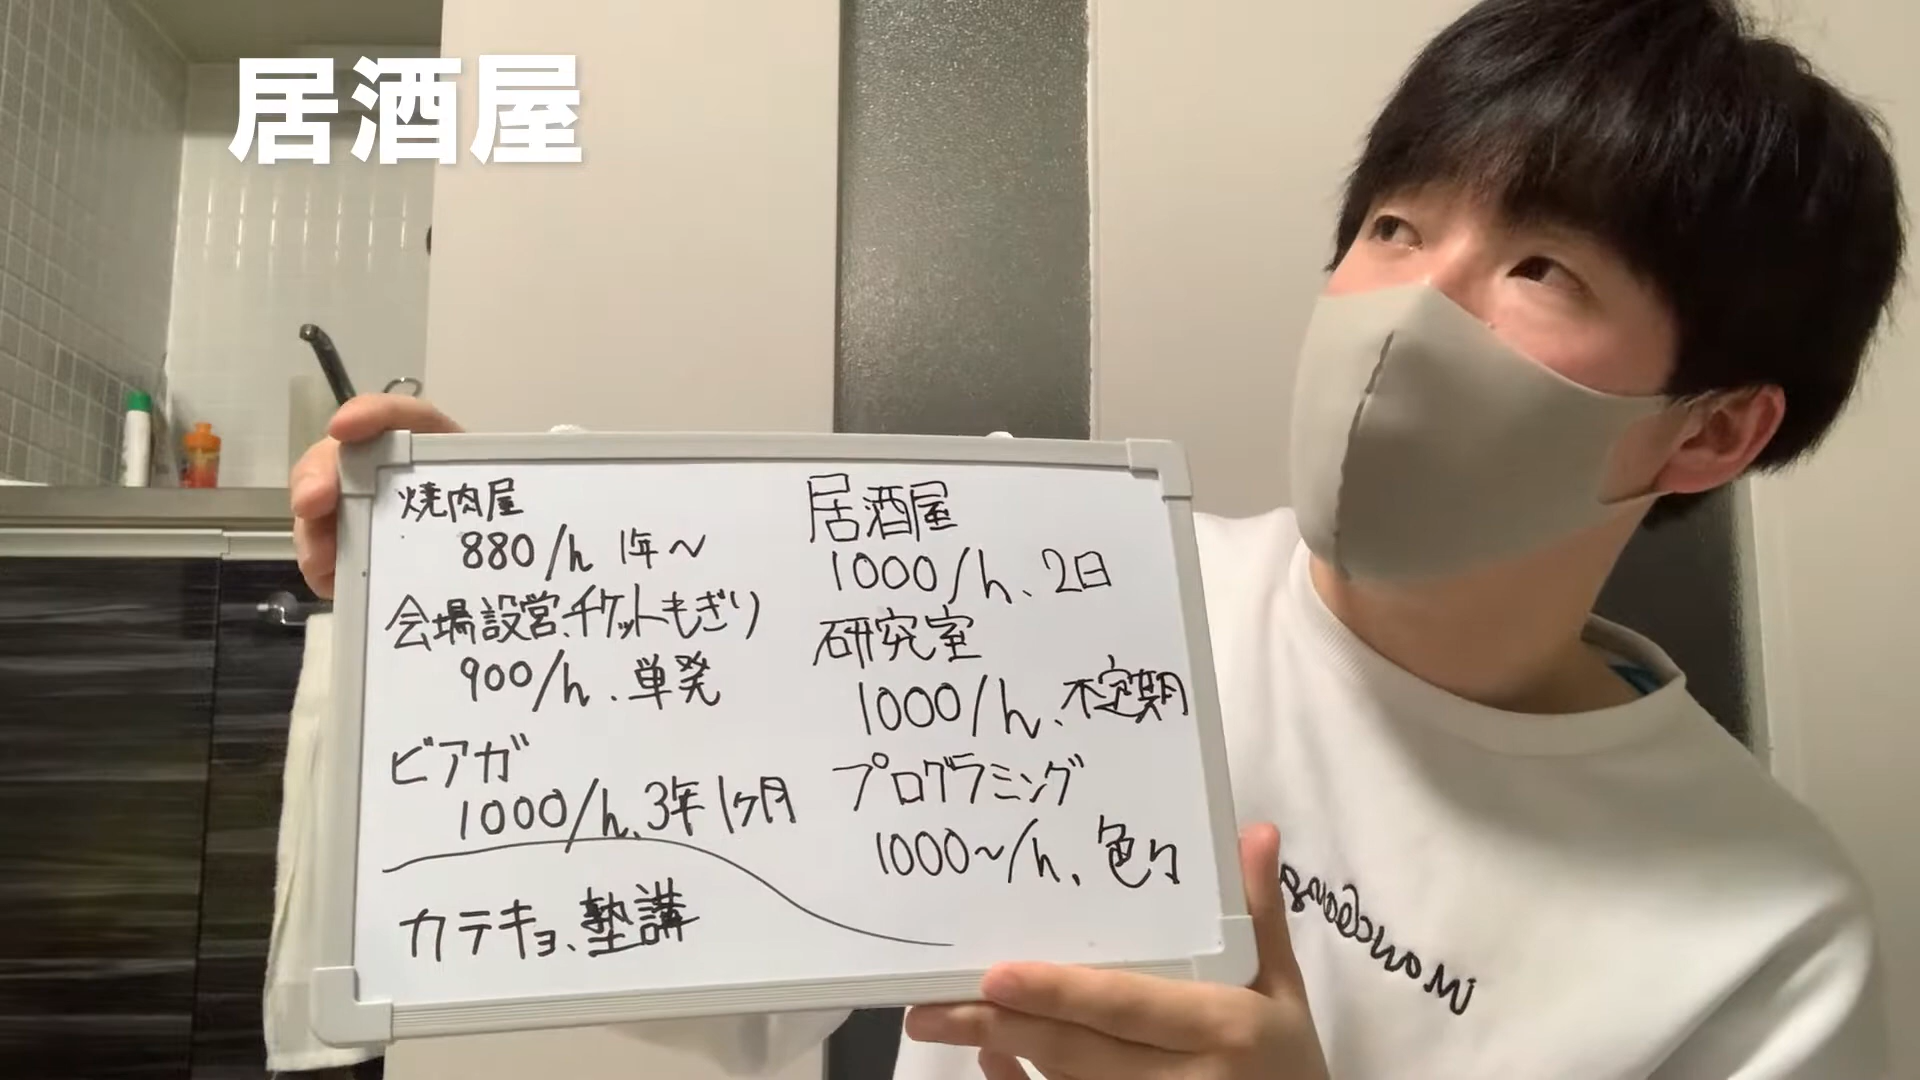 居酒屋
焼肉屋
880/h 1年～
会場設営、チケットもぎり
900/h、単発
ビアガ
1000/h、3年1ヶ月
カテキョ、塾講
居酒屋
1000/h、2日
研究室
1000/h、不定期
プログラミング
1000～/h、色々